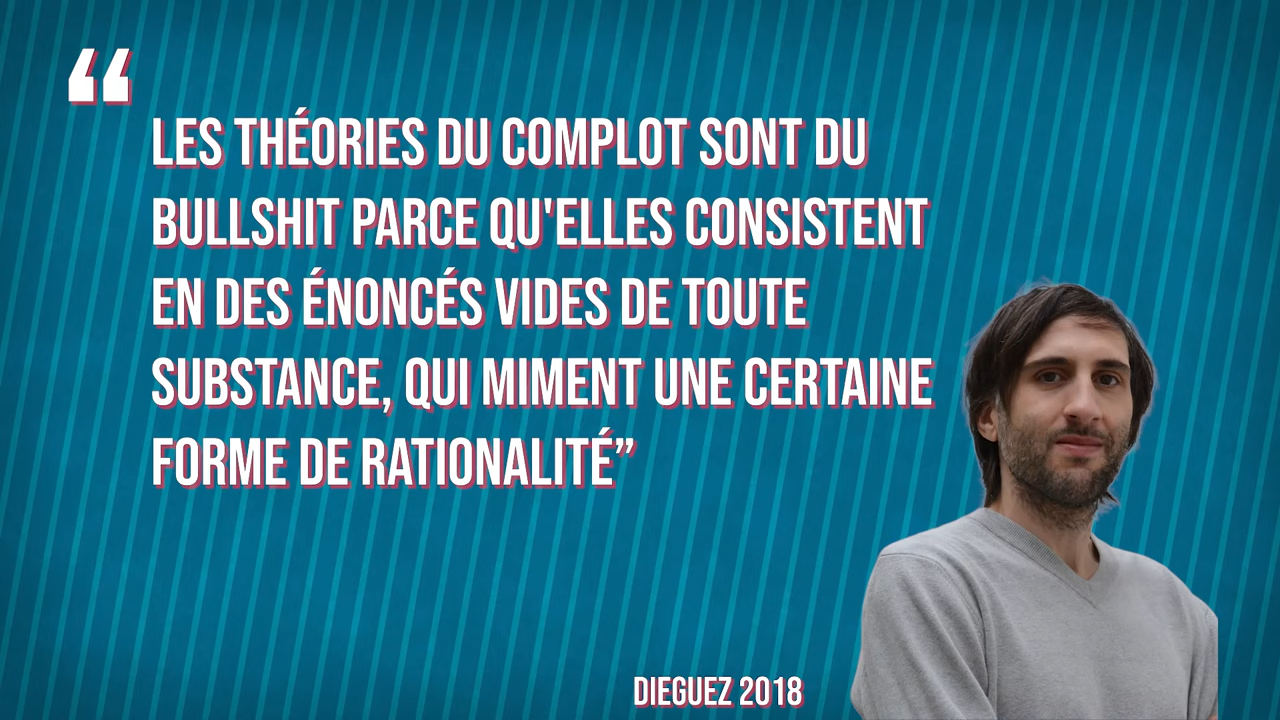 “
LES THÉORIES DU COMPLOT SONT DU
BULLSHIT PARCE QU'ELLES CONSISTENT
EN DES ÉNONCÉS VIDES DE TOUTE
SUBSTANCE, QUI MIMENT UNE CERTAINE
FORME DE RATIONALITÉ”
DIEGUEZ 2018